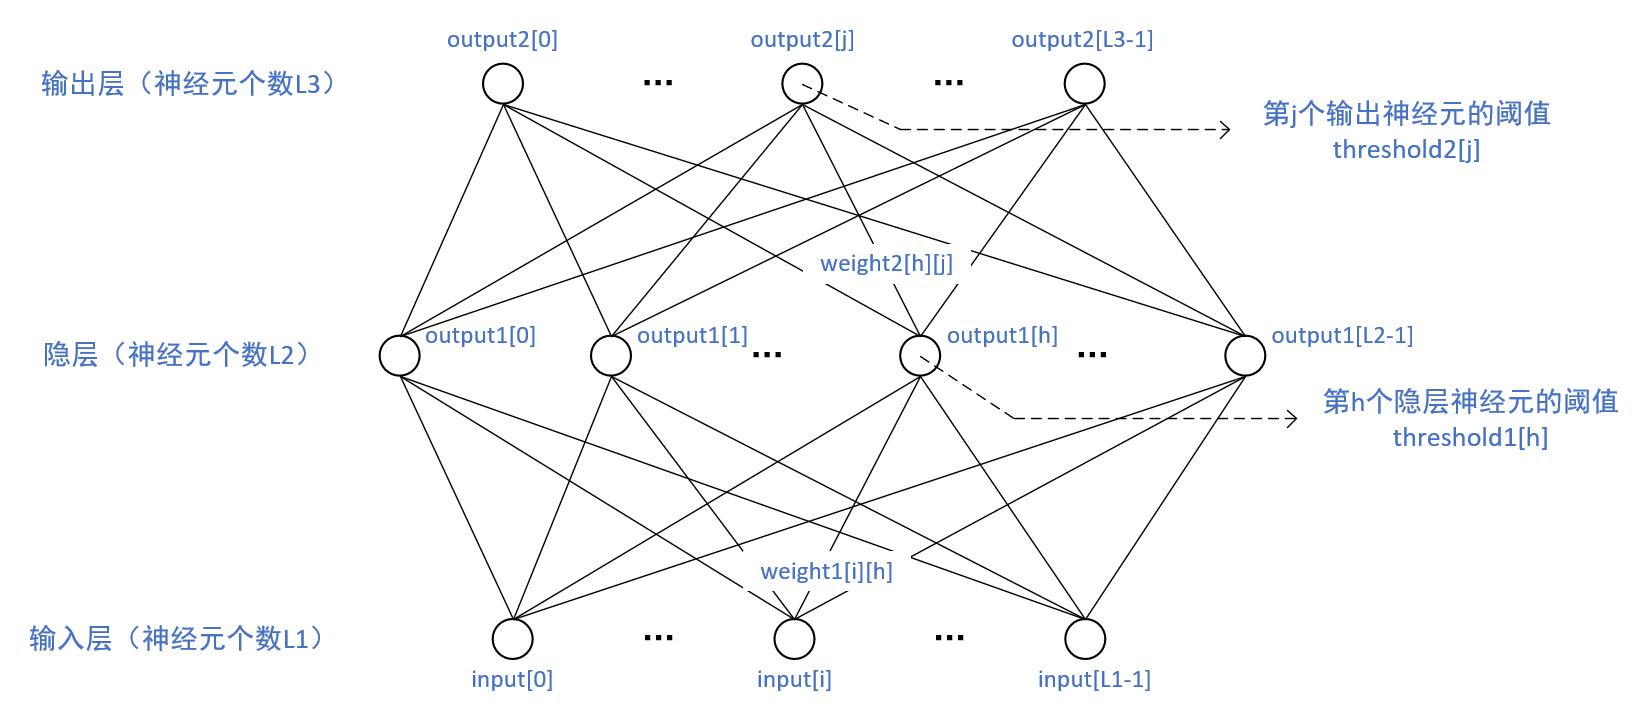 output2[0]
output2[j]
output2[L3-1]
输出层（神经元个数L3）
...
...
第j个输出神经元的阈值
threshold2[j]
weight2[h][j]
output1[0]
output1[1]
output1[h]
output1[L2-1]
隐层（神经元个数L2）
...
...
第h个隐层神经元的阈值
threshold1[h]
weight1[i][h]
输入层（神经元个数L1）
...
...
input[0]
input[i]
input[L1-1]